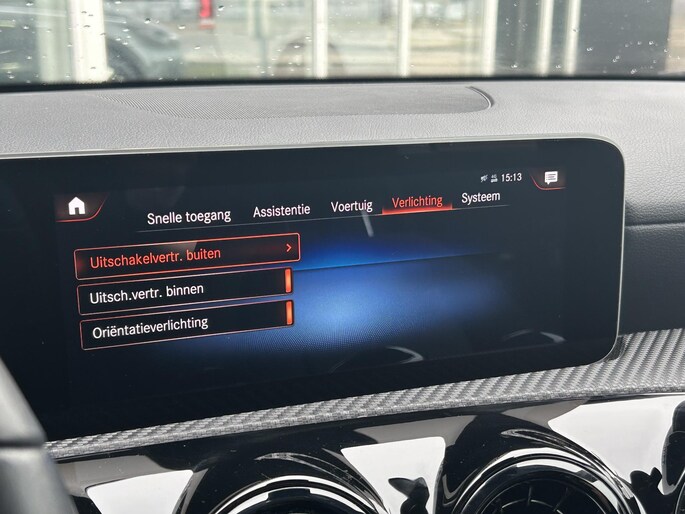 15:13
Snelle toegang Assistentie Voertuig Verlichting Systeem
Uitschakelvertr. buiten
Uitsch.vertr. binnen
Oriëntatieverlichting